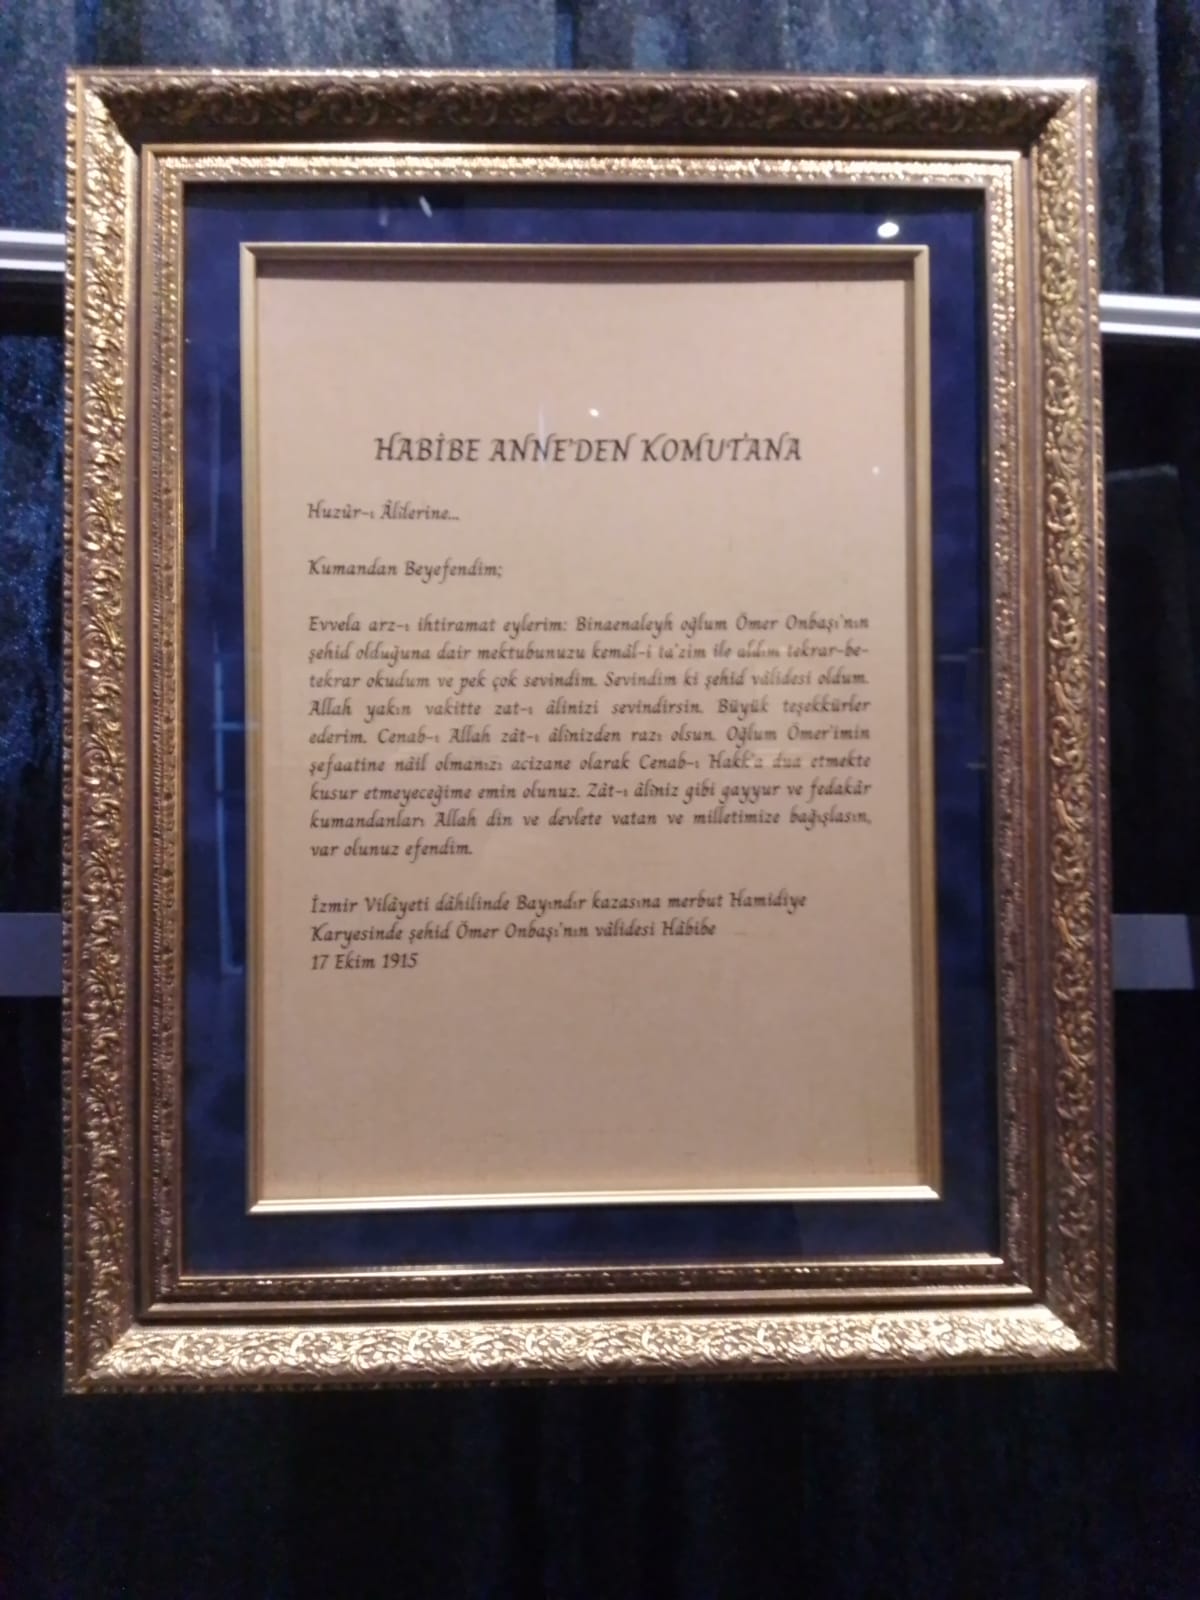 HABİBE ANNE'DEN KOMUTANA
Huzûr-ı Âlilerine...
Kumandan Beyefendim;
Evvela arz-ı ihtiramat eylerim: Binaenaleyh oğlum Ömer Onbaşı'nın
şehid olduğuna dair mektubunuzu kemâl-i ta'zim ile aldım tekrar-be-
tekrar okudum ve pek çok sevindim. Sevindim ki şehid vâlidesi oldum.
Allah yakın vakitte zat-ı âlinizi sevindirsin. Büyük teşekkürler
ederim. Cenab-ı Allah zât-ı âlinizden razı olsun. Oğlum Ömer'imin
şefaatine nâil olmanızı acizane olarak Cenab-ı Hakk'a dua etmekte
kusur etmeyeceğime emin olunuz. Zât-ı âliniz gibi gayyur ve fedakâr
kumandanları Allah din ve devlete vatan ve milletimize bağışlasın,
var olunuz efendim.
İzmir Vilâyeti dâhilinde Bayındır kazasına merbut Hamidiye
Karyesinde şehid Ömer Onbaşı'nın vâlidesi Hâbibe
17 Ekim 1915